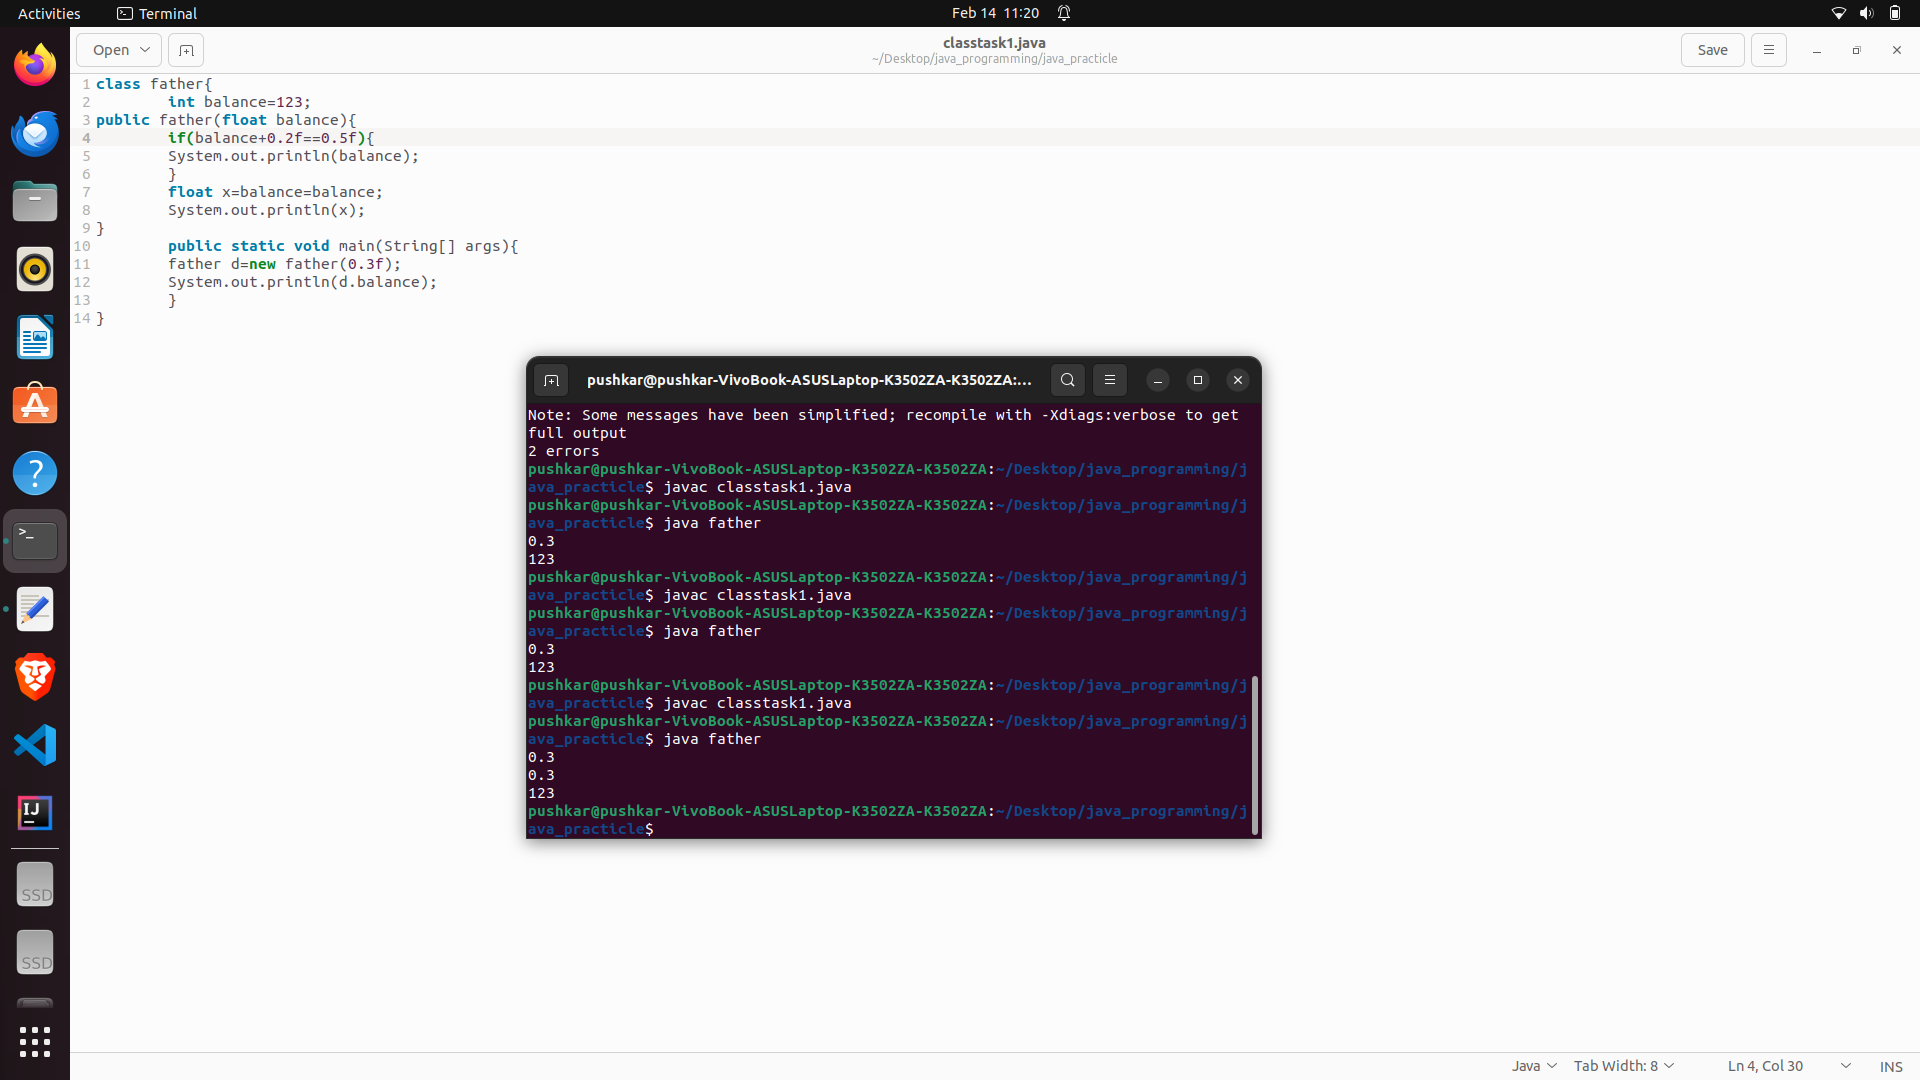 Activities
Terminal
Feb 14 11:20
Open
classtask1.java
~/Desktop/java_programming/java_practicle
Save
1 class father{
2 int balance=123;
3 public father(float balance){
4 if(balance+0.2f==0.5f){
5 System.out.println(balance);
6 }
7 float x=balance=balance;
8 System.out.println(x);
9 }
10 public static void main(String[] args){
11 father d=new father(0.3f);
12 System.out.println(d.balance);
13 }
14 }
pushkar@pushkar-VivoBook-ASUSLaptop-K3502ZA-K3502ZA:...
Note: Some messages have been simplified; recompile with -Xdiags:verbose to get
full output
2 errors
pushkar@pushkar-VivoBook-ASUSLaptop-K3502ZA-K3502ZA:~/Desktop/java_programming/j
ava_practicle$ javac classtask1.java
pushkar@pushkar-VivoBook-ASUSLaptop-K3502ZA-K3502ZA:~/Desktop/java_programming/j
ava_practicle$ java father
0.3
123
pushkar@pushkar-VivoBook-ASUSLaptop-K3502ZA-K3502ZA:~/Desktop/java_programming/j
ava_practicle$ javac classtask1.java
pushkar@pushkar-VivoBook-ASUSLaptop-K3502ZA-K3502ZA:~/Desktop/java_programming/j
ava_practicle$ java father
0.3
123
pushkar@pushkar-VivoBook-ASUSLaptop-K3502ZA-K3502ZA:~/Desktop/java_programming/j
ava_practicle$ javac classtask1.java
pushkar@pushkar-VivoBook-ASUSLaptop-K3502ZA-K3502ZA:~/Desktop/java_programming/j
ava_practicle$ java father
0.3
0.3
123
pushkar@pushkar-VivoBook-ASUSLaptop-K3502ZA-K3502ZA:~/Desktop/java_programming/j
ava_practicle$
IJ
SSD
SSD
Java
Tab Width: 8
Ln 4, Col 30
INS